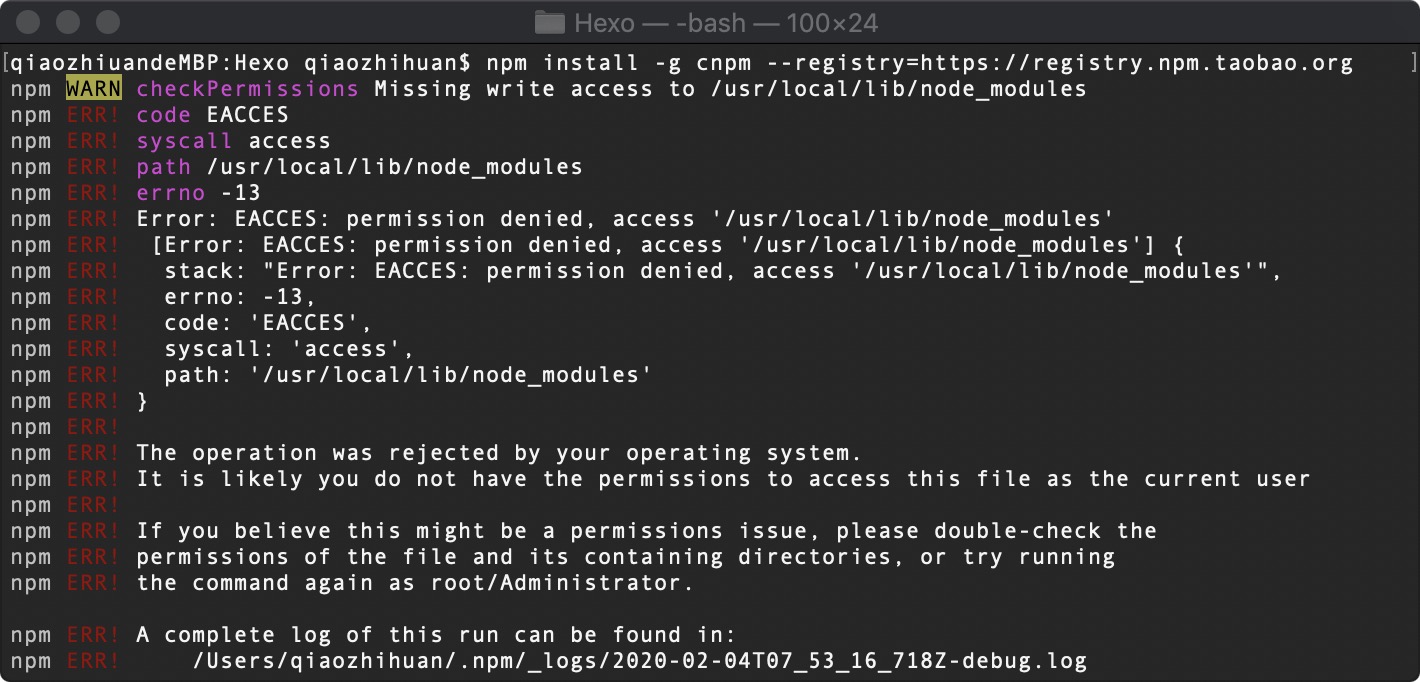 Hexo — -bash — 100×24
[qiaozhiuandeMBP:Hexo qiaozhihuan$ npm install -g cnpm --registry=https://registry.npm.taobao.org ]
npm WARN checkPermissions Missing write access to /usr/local/lib/node_modules
npm ERR! code EACCES
npm ERR! syscall access
npm ERR! path /usr/local/lib/node_modules
npm ERR! errno -13
npm ERR! Error: EACCES: permission denied, access '/usr/local/lib/node_modules'
npm ERR!  [Error: EACCES: permission denied, access '/usr/local/lib/node_modules'] {
npm ERR!   stack: "Error: EACCES: permission denied, access '/usr/local/lib/node_modules'",
npm ERR!   errno: -13,
npm ERR!   code: 'EACCES',
npm ERR!   syscall: 'access',
npm ERR!   path: '/usr/local/lib/node_modules'
npm ERR! }
npm ERR!
npm ERR! The operation was rejected by your operating system.
npm ERR! It is likely you do not have the permissions to access this file as the current user
npm ERR!
npm ERR! If you believe this might be a permissions issue, please double-check the
npm ERR! permissions of the file and its containing directories, or try running
npm ERR! the command again as root/Administrator.
npm ERR! A complete log of this run can be found in:
npm ERR!     /Users/qiaozhihuan/.npm/_logs/2020-02-04T07_53_16_718Z-debug.log